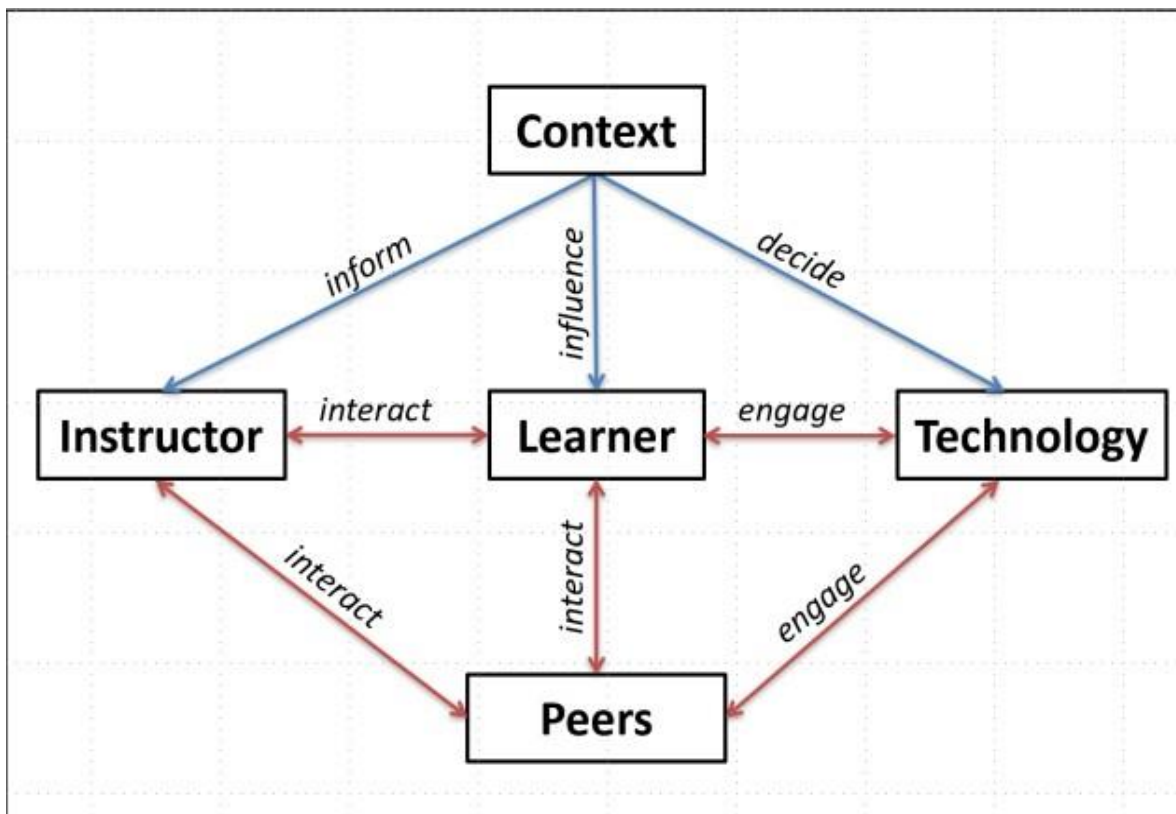 Context
inform
influence
decide
Instructor
interact
Learner
engage
Technology
interact
interact
engage
Peers